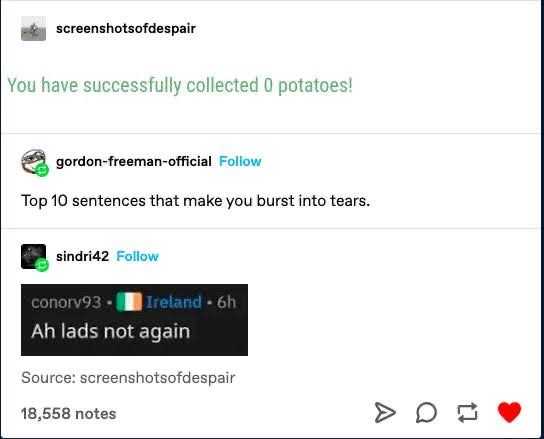 screenshotsofdespair
You have successfully collected 0 potatoes!
gordon-freeman-official Follow
Top 10 sentences that make you burst into tears.
sindri42 Follow
conorv93 • Ireland • 6h
Ah lads not again
Source: screenshotsofdespair
18,558 notes